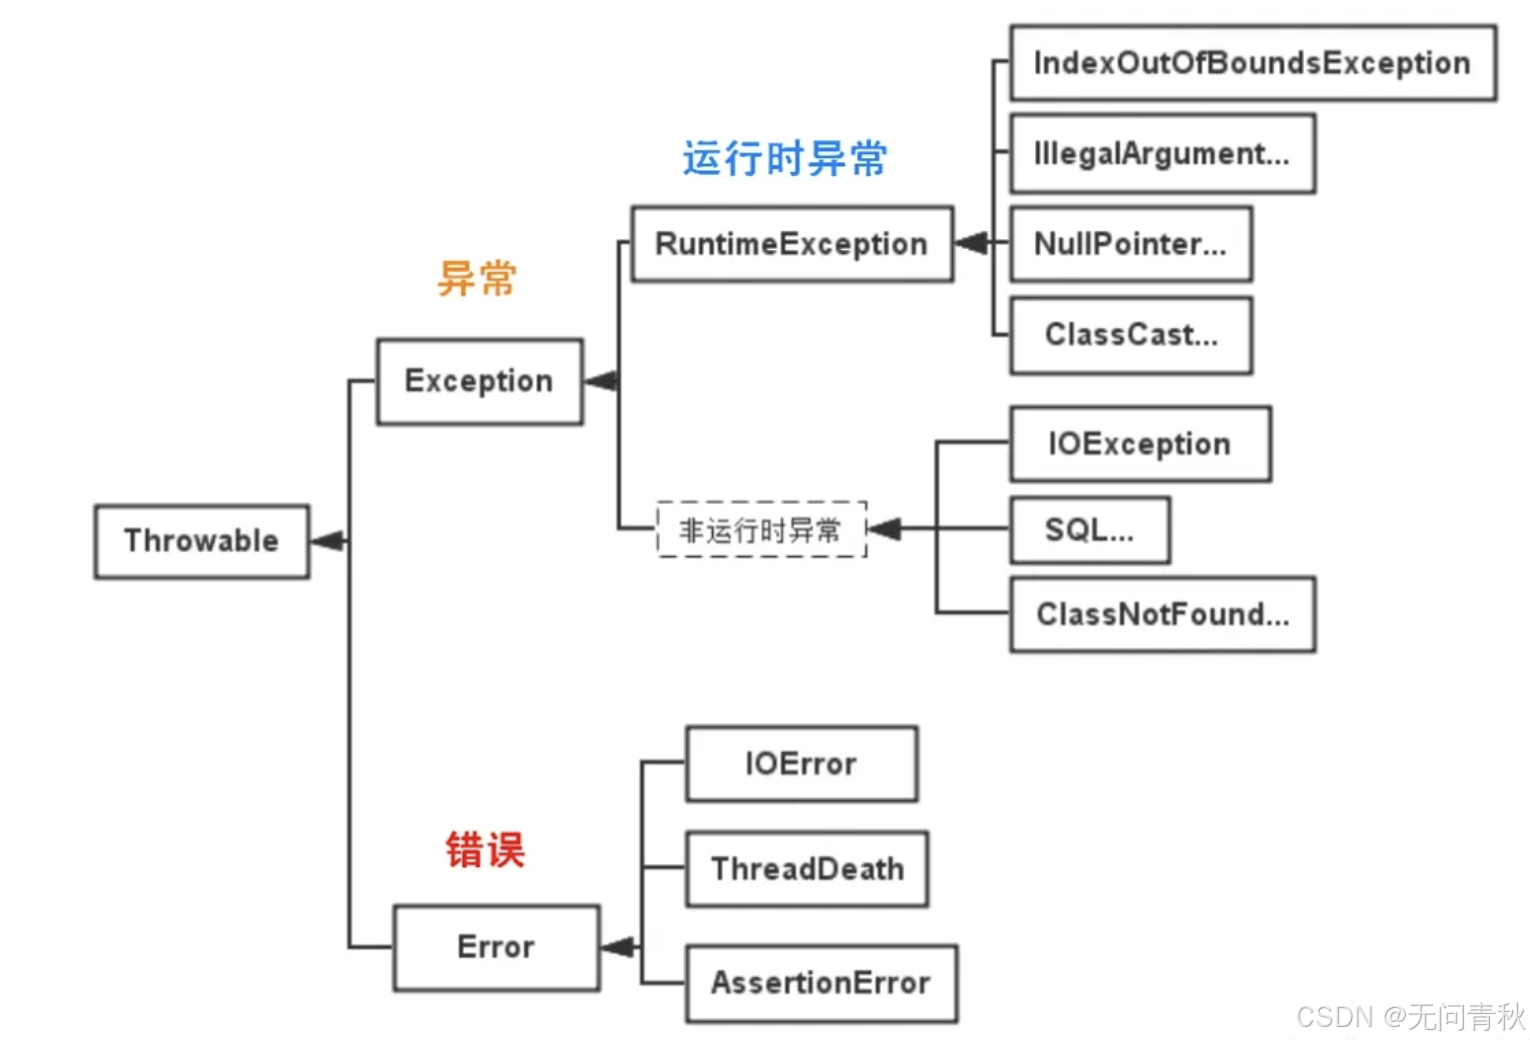 IndexOutOfBoundsException
IllegalArgument...
运行时异常
RuntimeException
NullPointer...
异常
ClassCast...
Exception
IOException
Throwable
非运行时异常
SQL...
ClassNotFound...
IOError
错误
ThreadDeath
Error
AssertionError
CSDN @无问青秋